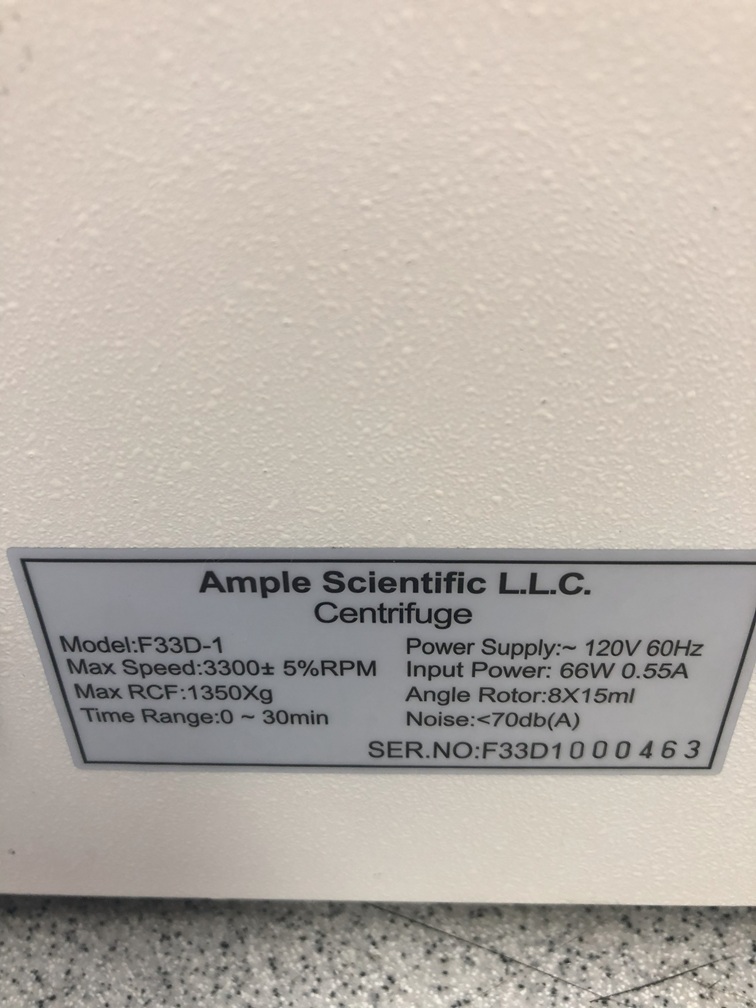 Ample Scientific L.L.C.
Centrifuge
Model:F33D-1
Max Speed:3300± 5%RPM
Max RCF:1350Xg
Time Range:0 ~ 30min
Power Supply:~ 120V 60Hz
Input Power: 66W 0.55A
Angle Rotor:8X15ml
Noise:<70db(A)
SER.NO:F33D1000463